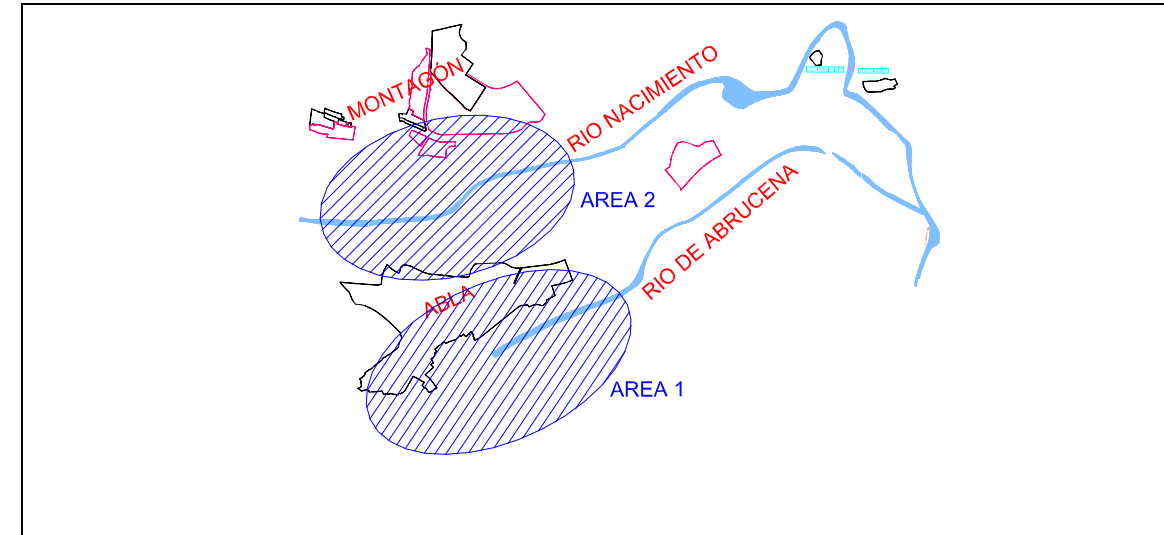 MONTAGÓN
RIO NACIMIENTO
AREA 2
RIO DE ABRUCENA
ABLA
AREA 1